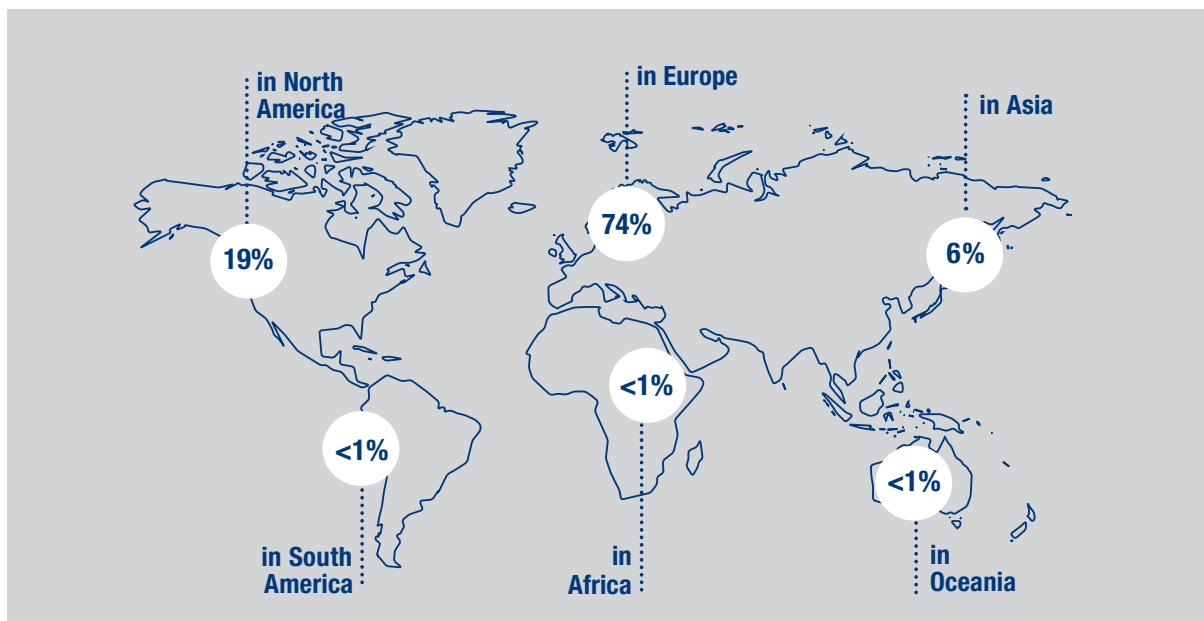 in North
America
in Europe
in Asia
19%
74%
6%
<1%
<1%
<1%
in South
America
in
Africa
in
Oceania